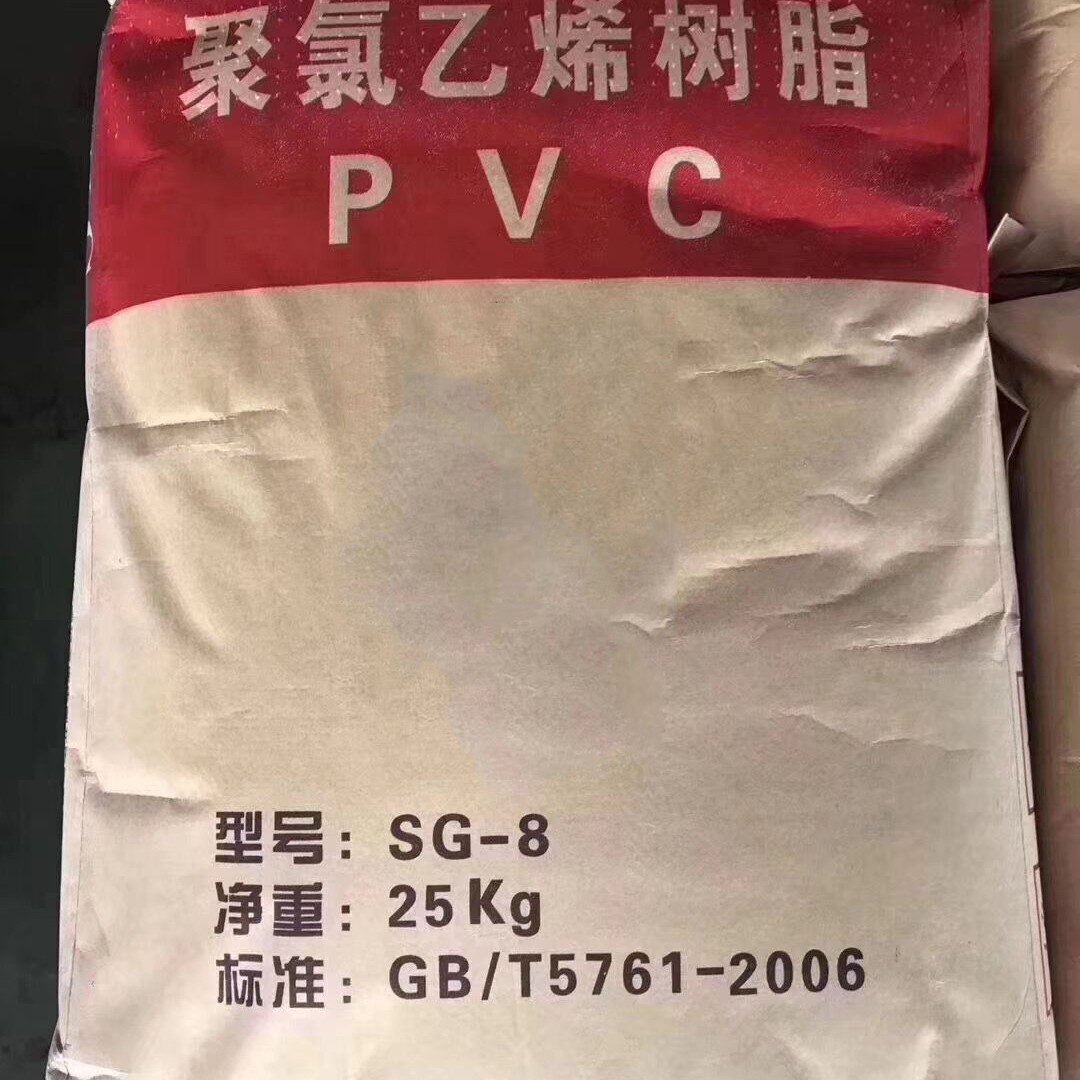 聚氯乙烯树脂
PVC
型号：SG-8
净重：25Kg
标准：GB/T5761-2006